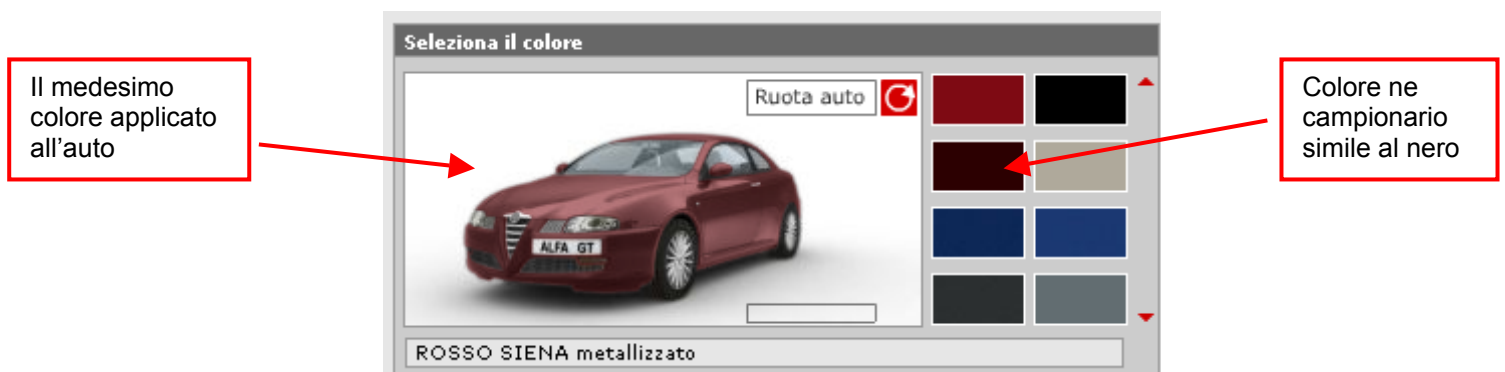 Seleziona il colore
Il medesimo
colore applicato
all'auto
Ruota auto
ALFA GT
Colore ne
campionario
simile al nero
ROSSO SIENA metallizzato